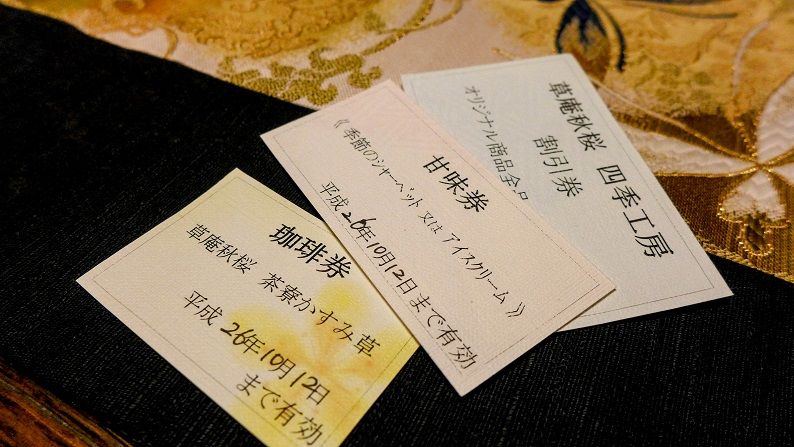 草庵秋桜 四季工房
割引券
オリジナル商品全品
甘味券
《季節のシャーベット 又は アイスクリーム》
平成26年10月12日まで有効
珈琲券
草庵秋桜 茶寮かすみ草
平成26年10月12日
まで有効